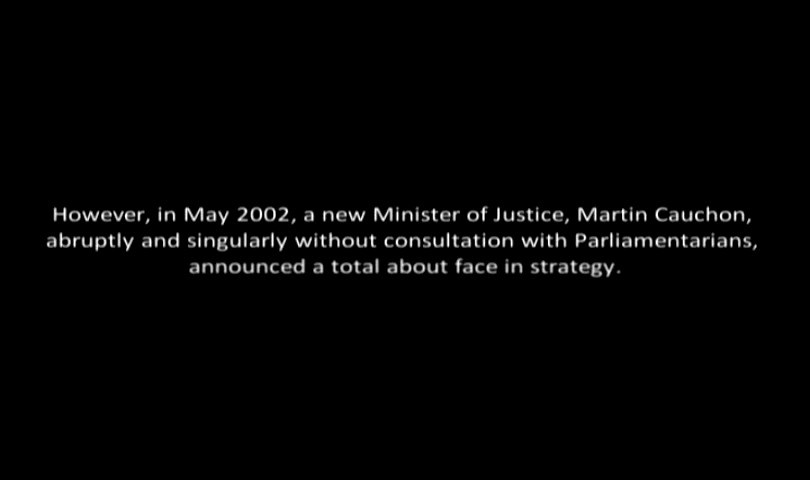 However, in May 2002, a new Minister of Justice, Martin Cauchon,
abruptly and singularly without consultation with Parliamentarians,
announced a total about face in strategy.